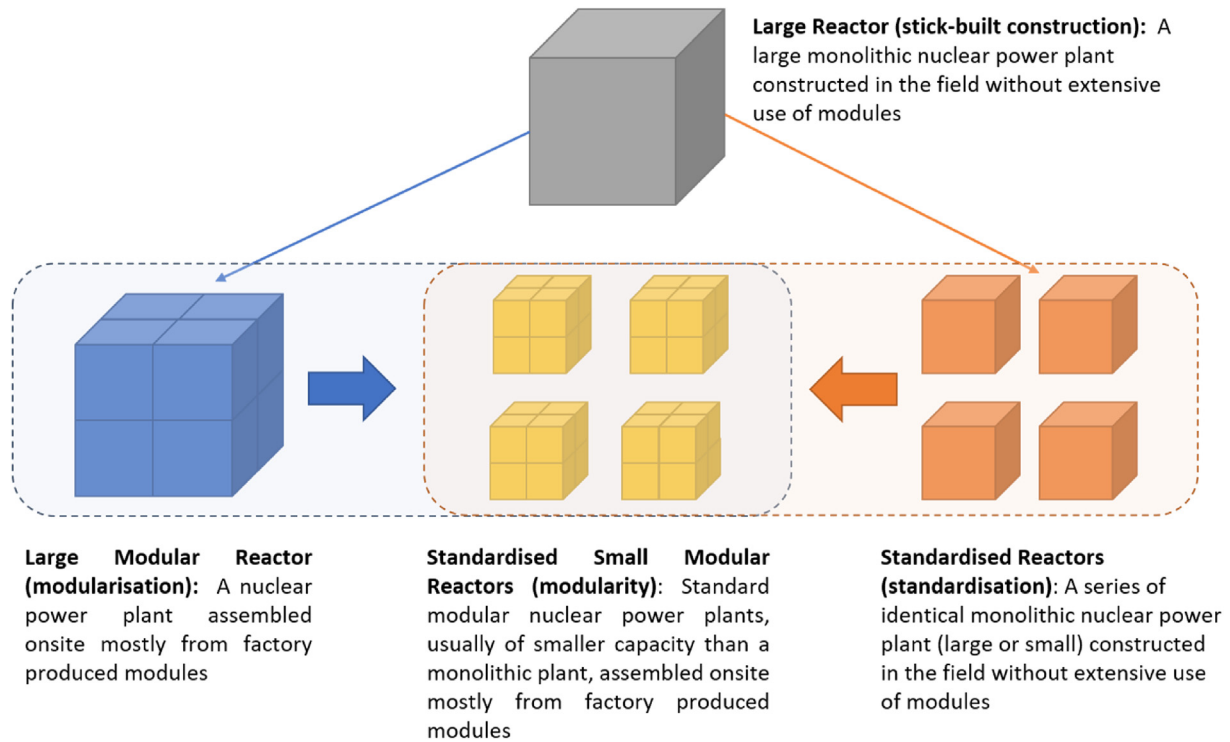 Large Reactor (stick-built construction): A
large monolithic nuclear power plant
constructed in the field without extensive
use of modules
Large Modular Reactor
(modularisation): A nuclear
power plant assembled
onsite mostly from factory
produced modules
Standardised Small Modular
Reactors (modularity): Standard
modular nuclear power plants,
usually of smaller capacity than a
monolithic plant, assembled onsite
mostly from factory produced
modules
Standardised Reactors
(standardisation): A series of
identical monolithic nuclear power
plant (large or small) constructed
in the field without extensive use
of modules